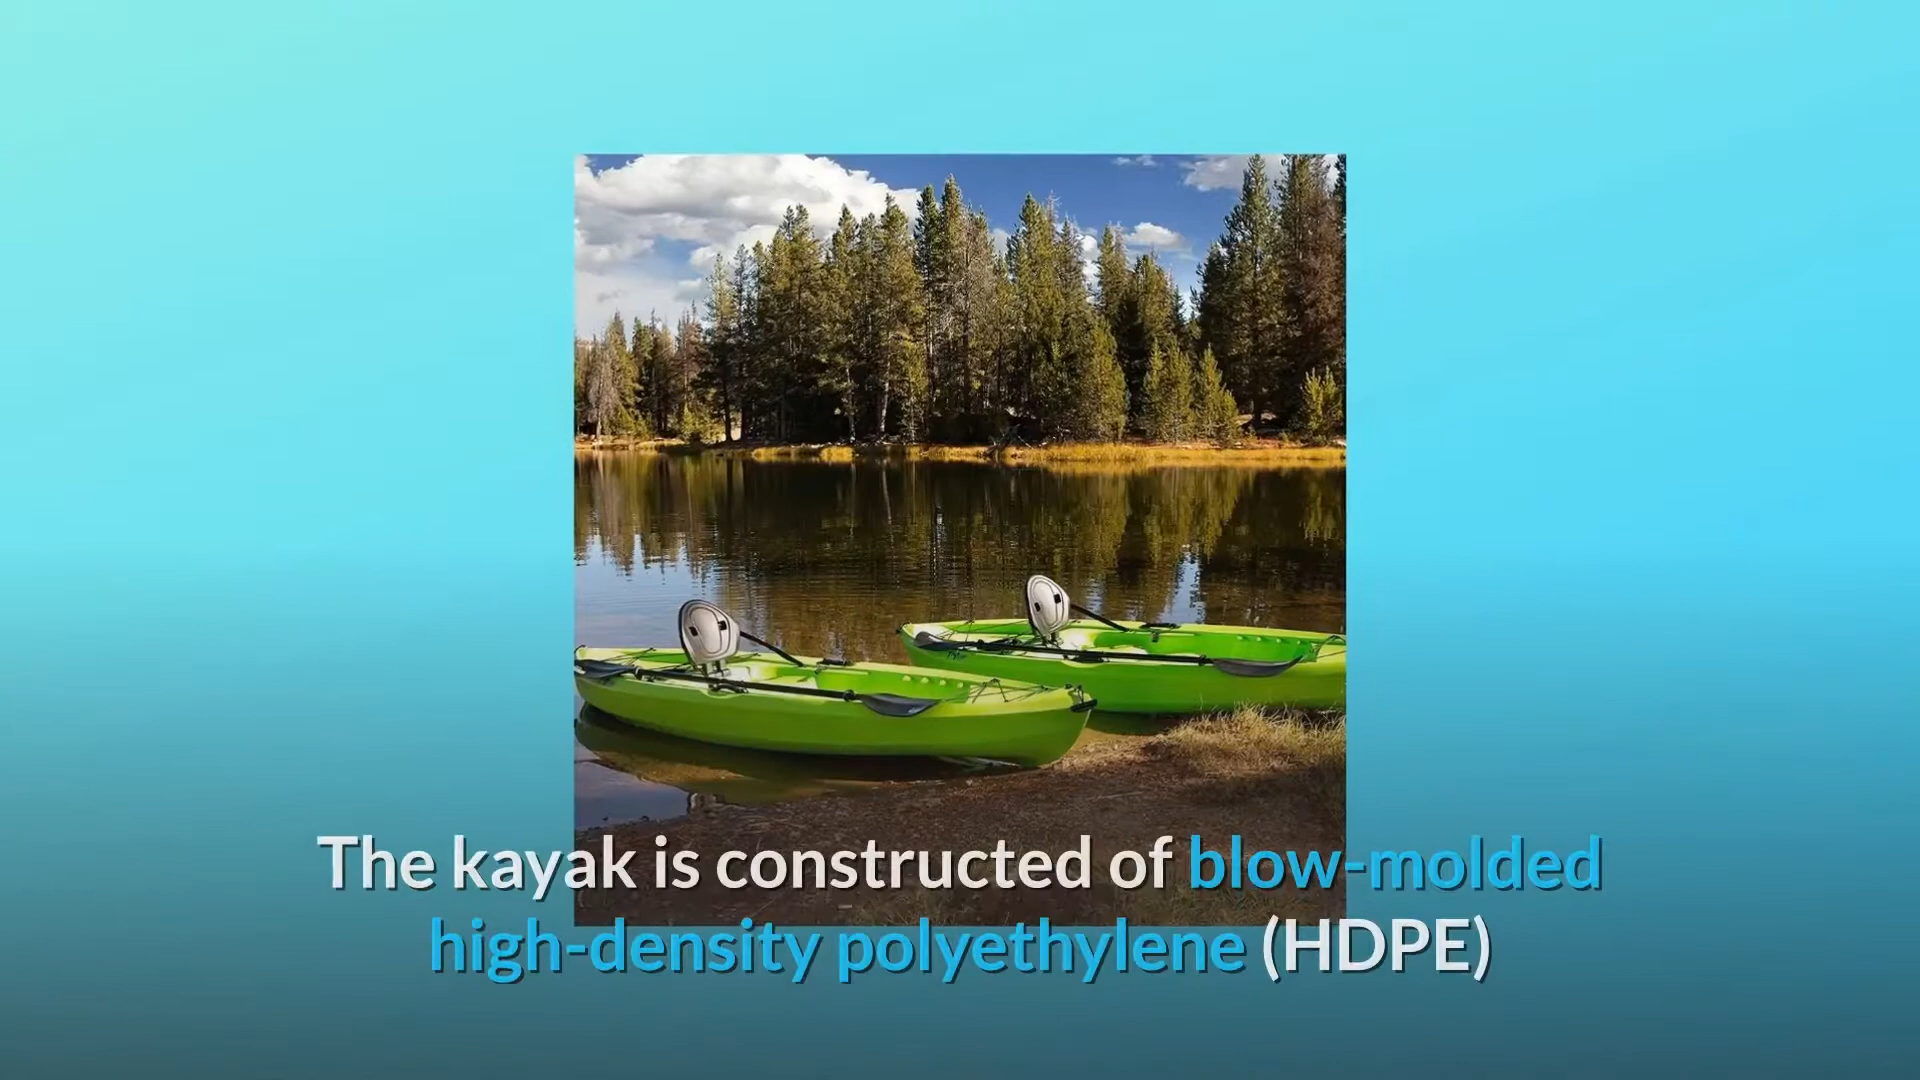 The kayak is constructed of blow-molded
high-density polyethylene (HDPE)